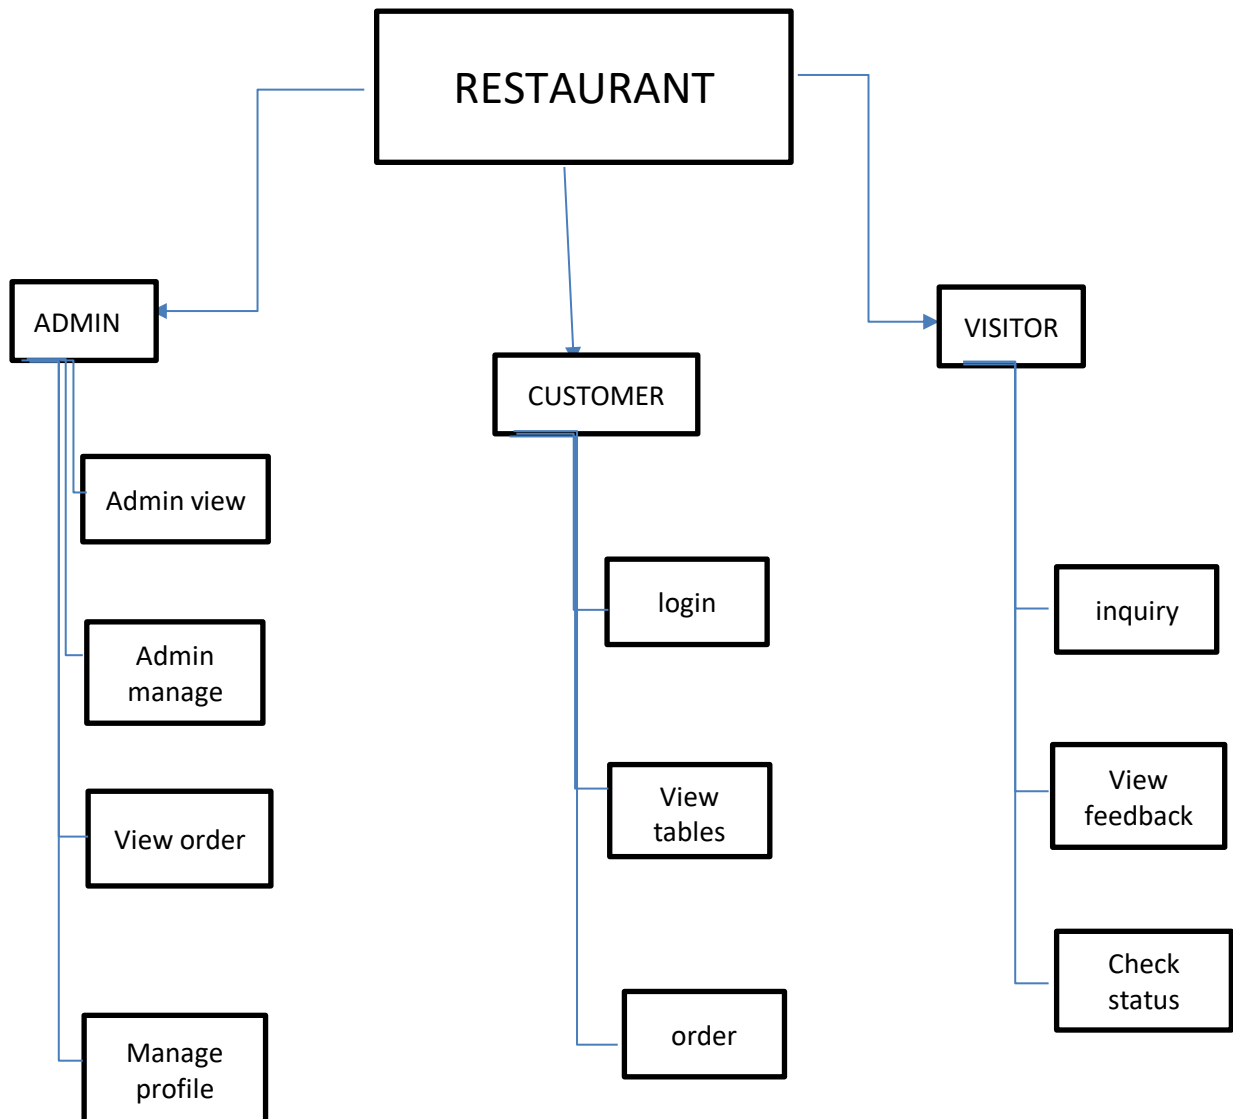 RESTAURANT
ADMIN
VISITOR
CUSTOMER
Admin view
login
inquiry
Admin
manage
View
tables
View
feedback
View order
Check
status
order
Manage
profile